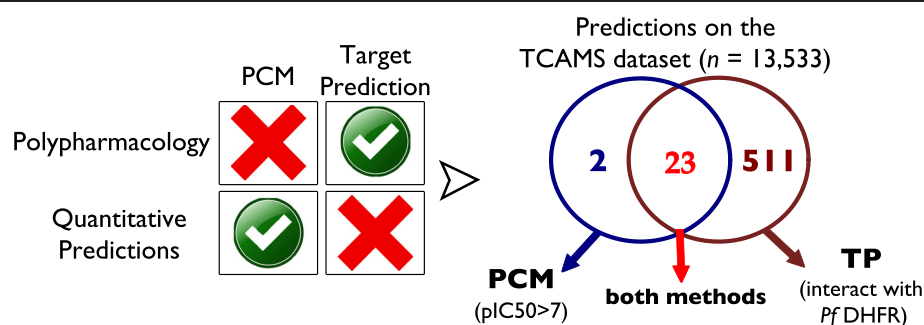 PCM
Target
Prediction
Polypharmacology
Quantitative
Predictions
Predictions on the
TCAMS dataset (n = 13,533)
2
23
511
PCM
(pIC50>7)
both methods
TP
(interact with
Pf DHFR)